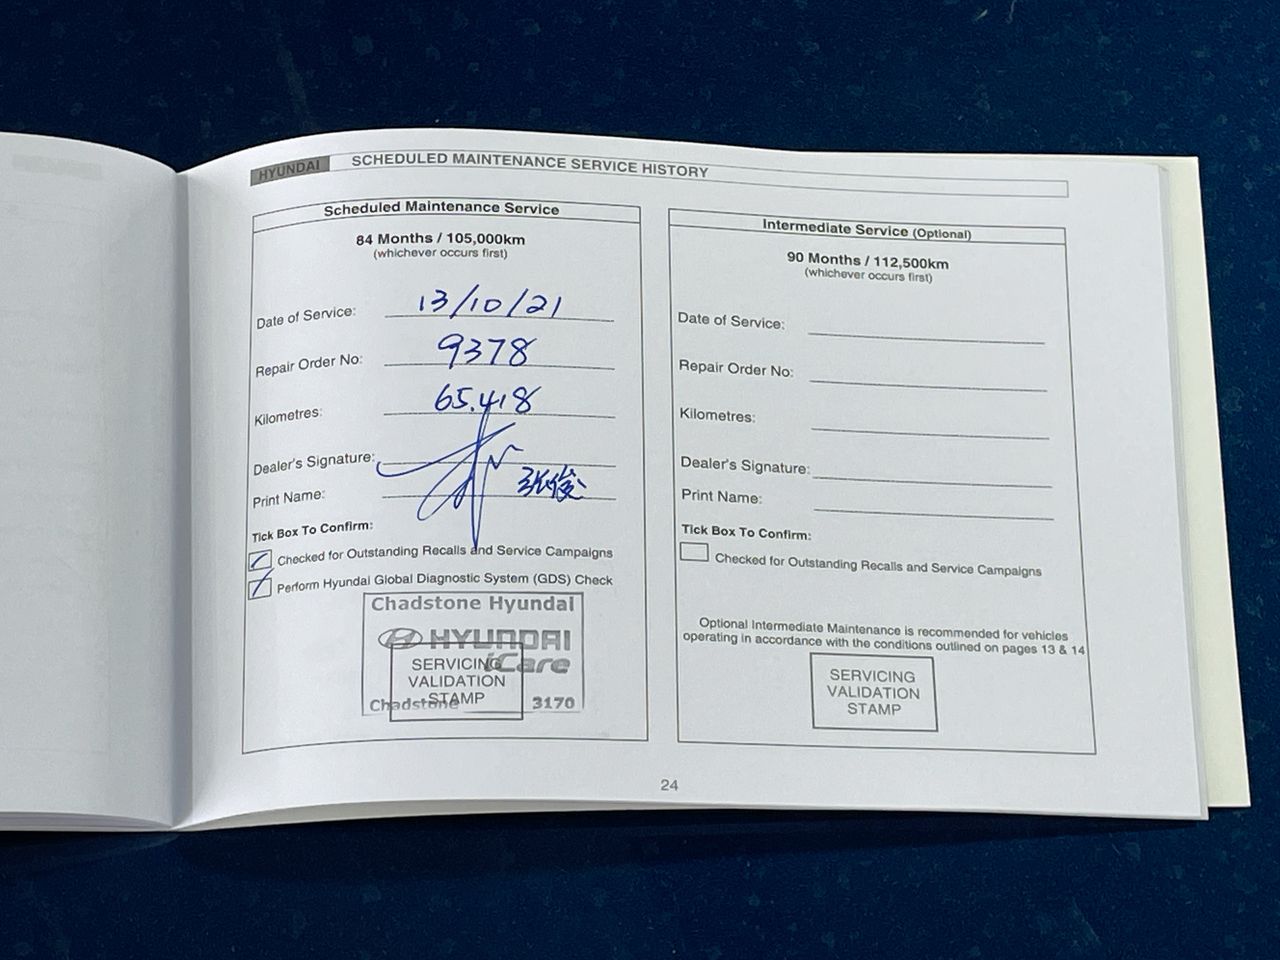 HYUNDAI SCHEDULED MAINTENANCE SERVICE HISTORY
Scheduled Maintenance Service
84 Months / 105,000km
(whichever occurs first)
Date of Service: 13/10/21
Repair Order No: 9378
Kilometres: 65.418
Dealer's Signature:
Print Name: 张俊
Tick Box To Confirm:
Checked for Outstanding Recalls and Service Campaigns
Perform Hyundai Global Diagnostic System (GDS) Check
Chadstone Hyundai
HYUNDAI
iCare
Chadstone 3170
SERVICING
VALIDATION
STAMP
Intermediate Service (Optional)
90 Months / 112,500km
(whichever occurs first)
Date of Service:
Repair Order No:
Kilometres:
Dealer's Signature:
Print Name:
Tick Box To Confirm:
Checked for Outstanding Recalls and Service Campaigns
Optional Intermediate Maintenance is recommended for vehicles
operating in accordance with the conditions outlined on pages 13 & 14
SERVICING
VALIDATION
STAMP
24